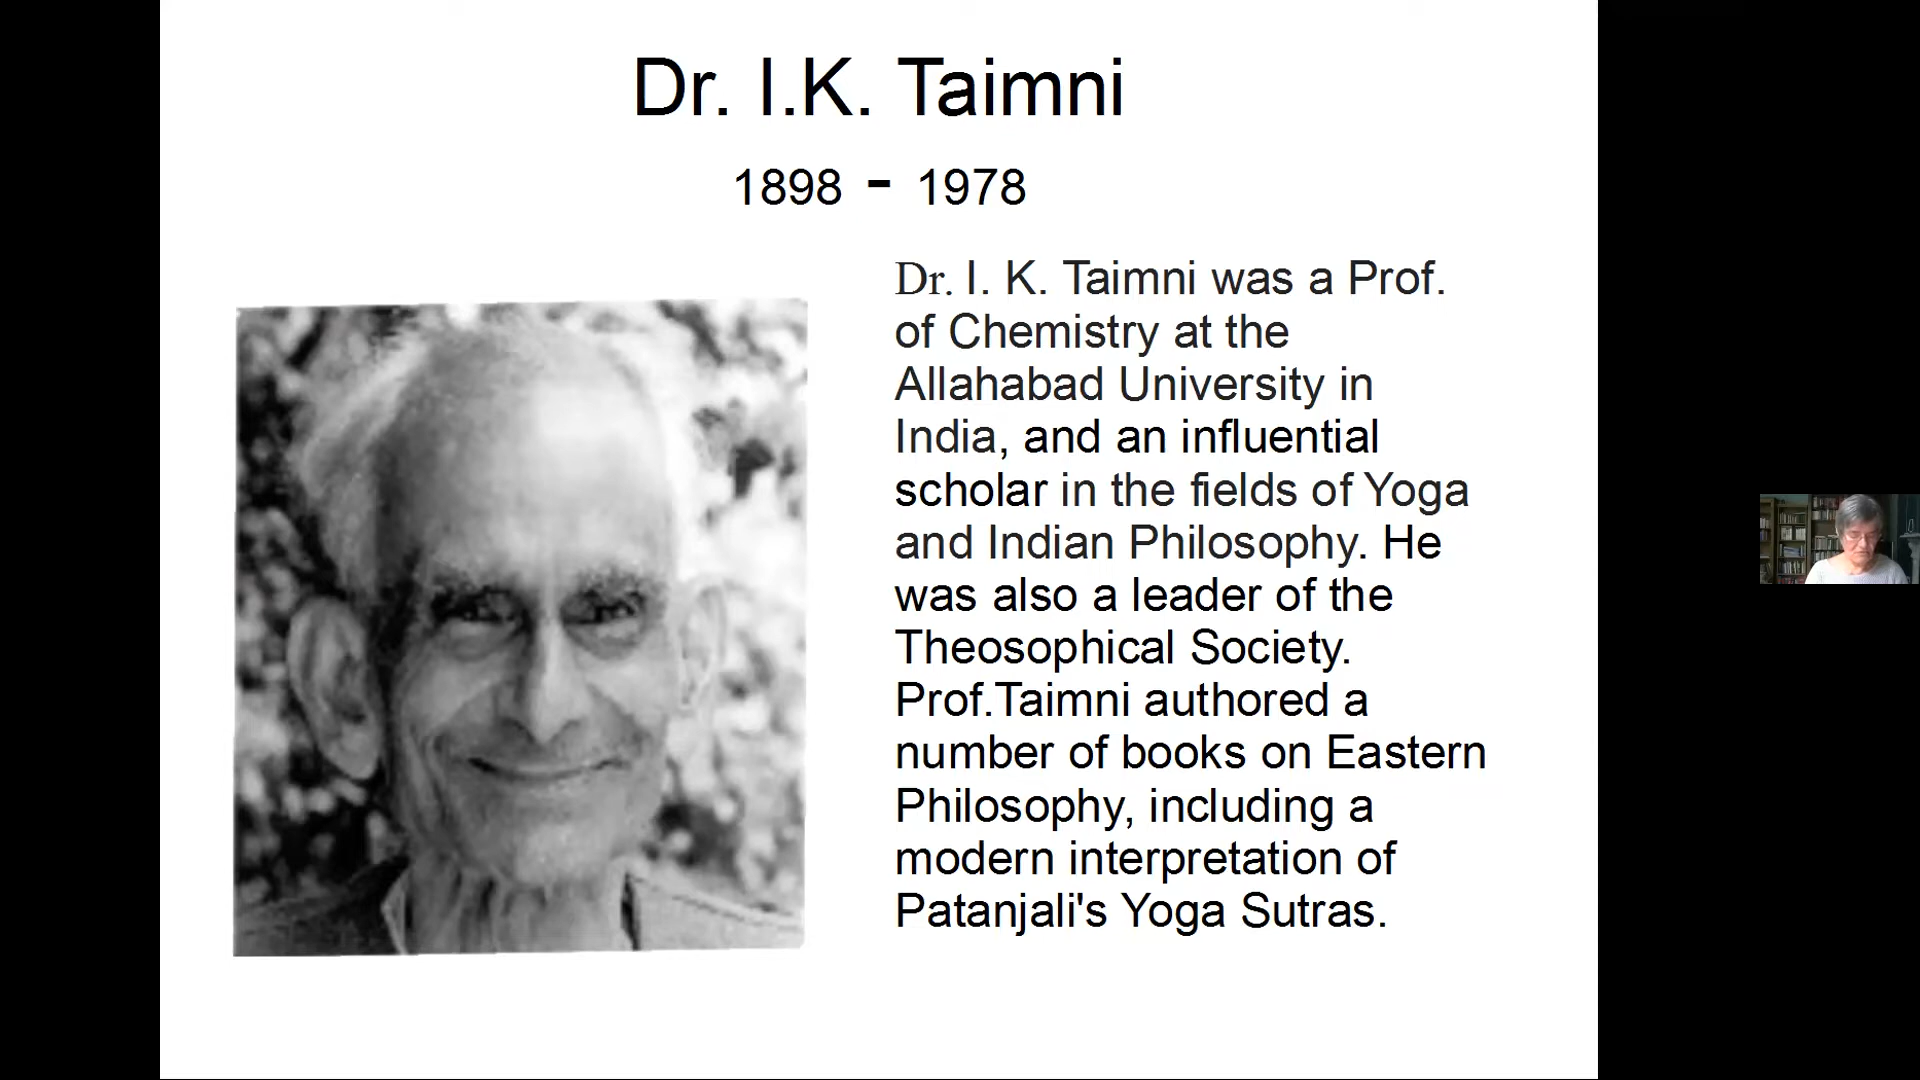 Dr. I.K. Taimni
1898 - 1978
Dr. I. K. Taimni was a Prof.
of Chemistry at the
Allahabad University in
India, and an influential
scholar in the fields of Yoga
and Indian Philosophy. He
was also a leader of the
Theosophical Society.
Prof.Taimni authored a
number of books on Eastern
Philosophy, including a
modern interpretation of
Patanjali's Yoga Sutras.